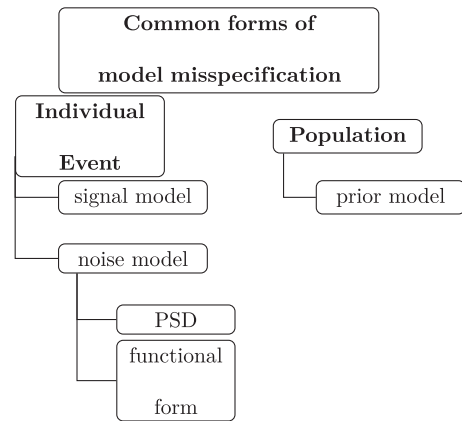 Common forms of
model misspecification
Individual
Event
signal model
noise model
PSD
functional
form
Population
prior model